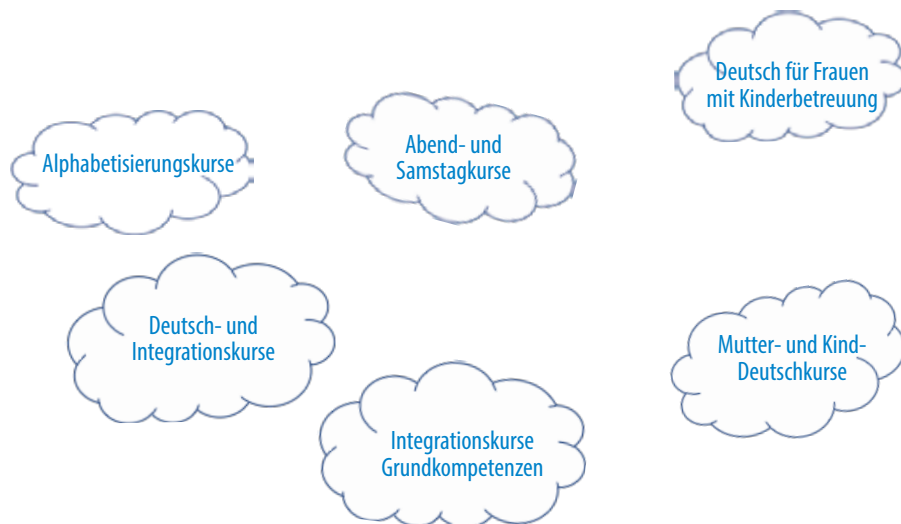 Deutsch für Frauen
mit Kinderbetreuung
Alphabetisierungskurse
Abend- und
Samstagkurse
Deutsch- und
Integrationskurse
Mutter- und Kind-
Deutschkurse
Integrationskurse
Grundkompetenzen